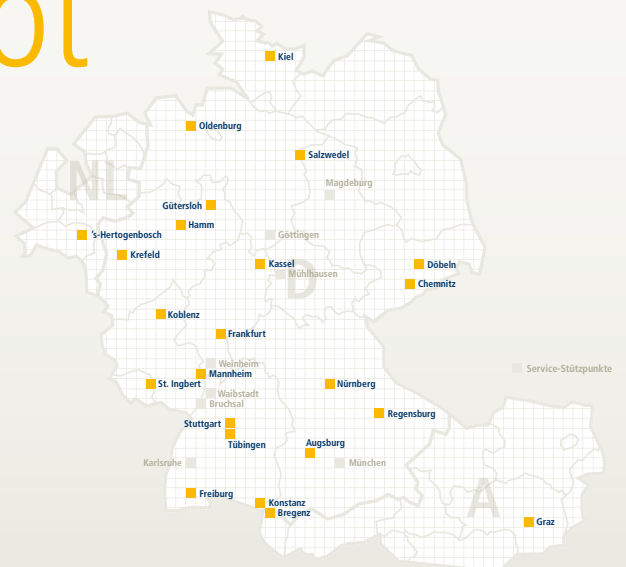 Kiel
Oldenburg
Salzwedel
Magdeburg
NL
Gütersloh
Hamm
's-Hertogenbosch
Göttingen
Krefeld
Kassel
Döbeln
Mühlhausen
D
Chemnitz
Koblenz
Frankfurt
Weinheim
Service-Stützpunkte
Mannheim
St. Ingbert
Nürnberg
Waibstadt
Bruchsal
Regensburg
Stuttgart
Tübingen
Augsburg
Karlsruhe
München
Freiburg
A
Konstanz
Bregenz
Graz